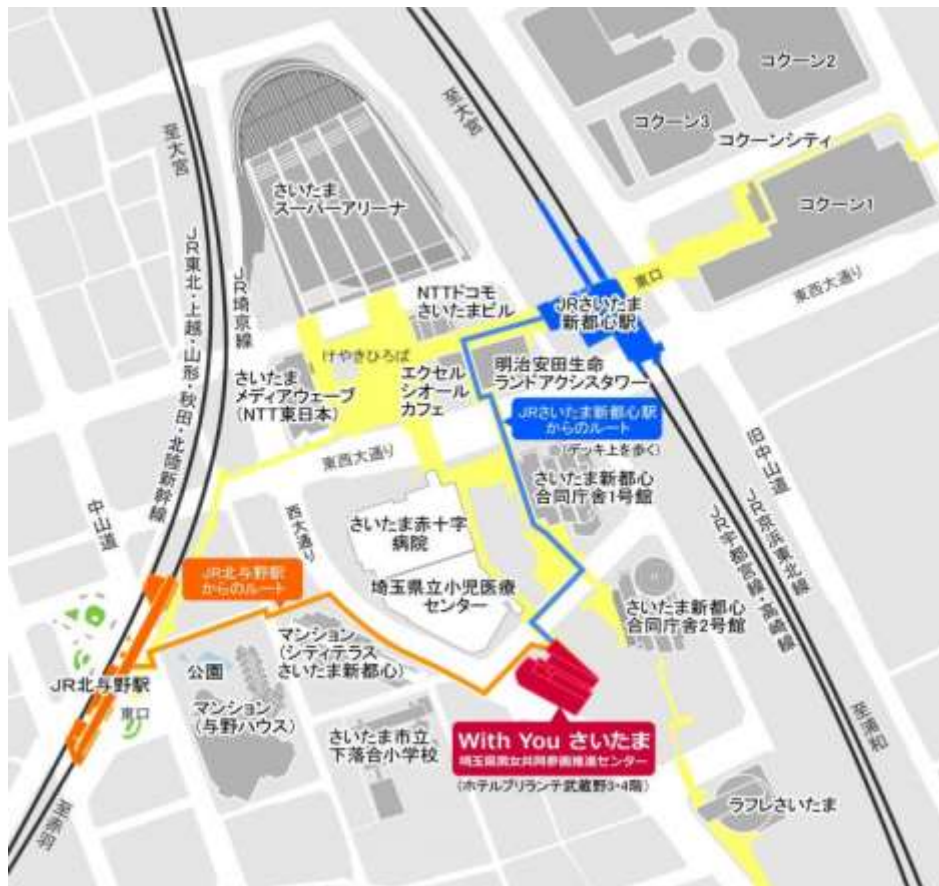 コクーン2
コクーン3
コクーンシティ
コクーン1
至大宮
至大宮
さいたま
スーパーアリーナ
JR東北・上越・山形・秋田・北陸新幹線
JR埼京線
東口
東西大通り
NTTドコモ
さいたまビル
JRさいたま
新都心駅
けやきひろば
さいたま
メディアウェーブ
(NTT東日本)
エクセル
シオール
カフェ
明治安田生命
ランドアクシスタワー
JRさいたま新都心駅
からのルート
(デッキ上を歩く)
東西大通り
さいたま新都心
合同庁舎1号館
旧中山道
JR京浜東北線
JR宇都宮線・高崎線
中山道
西大通り
さいたま赤十字
病院
埼玉県立小児医療
センター
JR北与野駅
からのルート
さいたま新都心
合同庁舎2号館
マンション
(シティテラス
さいたま新都心)
公園
JR北与野駅
東口
マンション
(与野ハウス)
さいたま市立
下落合小学校
With You さいたま
埼玉県男女共同参画推進センター
(ホテルブリランテ武蔵野3・4階)
至浦和
ラフレさいたま
至赤羽